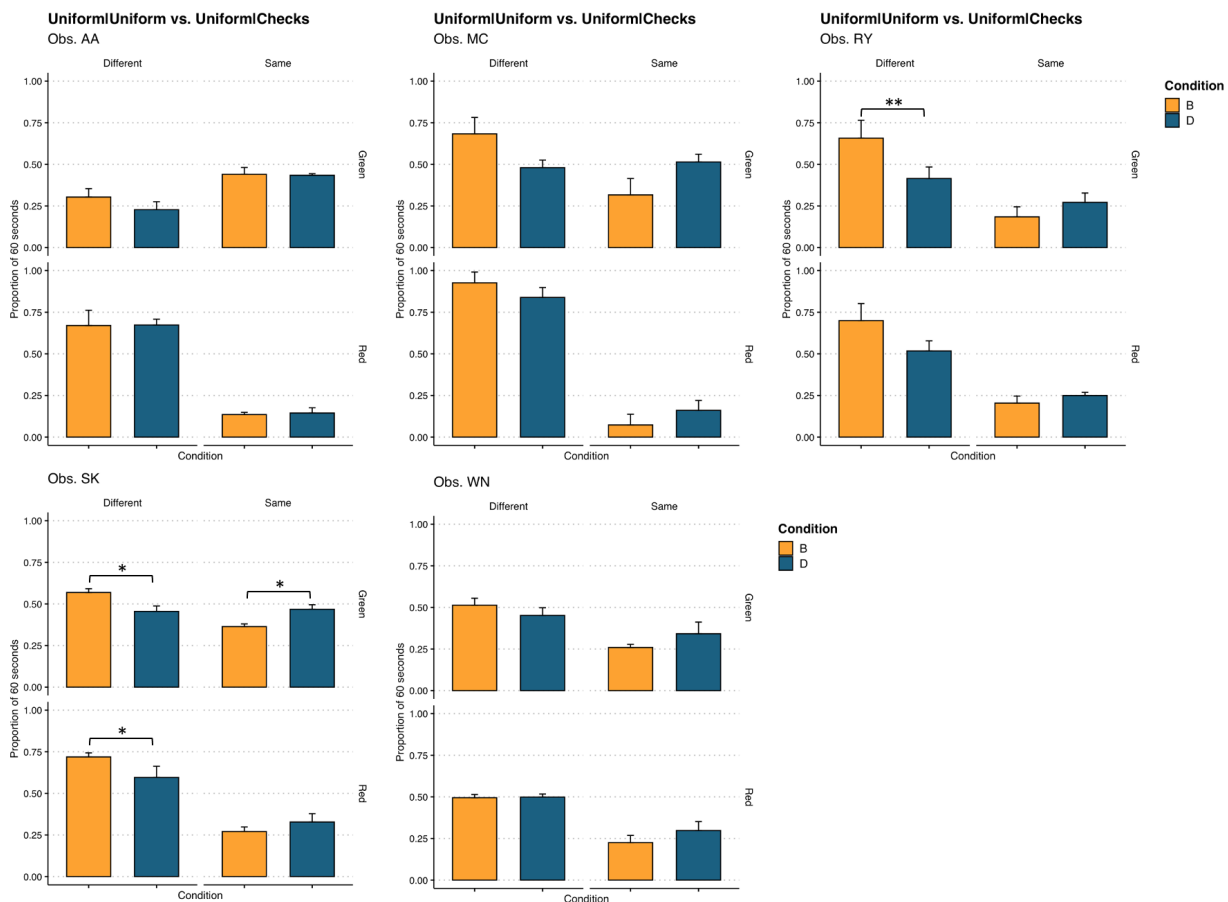 Uniform|Uniform vs. Uniform|Checks
Obs. AA
Different Same
1.00
0.75
0.50
0.25
0.00
Green
1.00
0.75
0.50
0.25
0.00
Red
Proportion of 60 seconds
Condition
Uniform|Uniform vs. Uniform|Checks
Obs. MC
Different Same
1.00
0.75
0.50
0.25
0.00
Green
1.00
0.75
0.50
0.25
0.00
Red
Proportion of 60 seconds
Condition
Uniform|Uniform vs. Uniform|Checks
Obs. RY
Different Same
1.00
0.75
0.50
0.25
0.00
**
Green
1.00
0.75
0.50
0.25
0.00
Red
Proportion of 60 seconds
Condition
Condition
B
D
Obs. SK
Different Same
1.00
0.75
0.50
0.25
0.00
* *
Green
1.00
0.75
0.50
0.25
0.00
*
Red
Proportion of 60 seconds
Condition
Obs. WN
Different Same
1.00
0.75
0.50
0.25
0.00
Green
1.00
0.75
0.50
0.25
0.00
Red
Proportion of 60 seconds
Condition
Condition
B
D